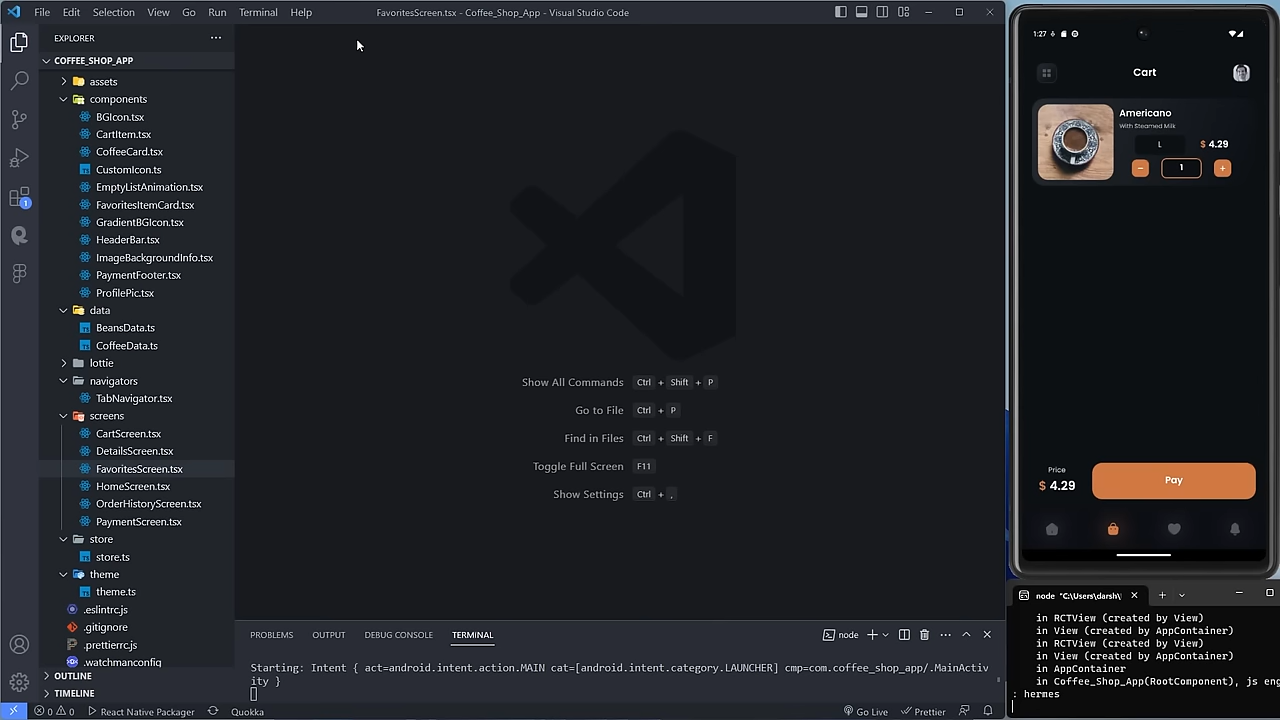 File Edit Selection View Go Run Terminal Help
FavoritesScreen.tsx - Coffee_Shop_App - Visual Studio Code
EXPLORER
COFFEE_SHOP_APP
assets
components
BGIcon.tsx
CartItem.tsx
CoffeeCard.tsx
CustomIcon.ts
EmptyListAnimation.tsx
FavoritesItemCard.tsx
GradientBGIcon.tsx
HeaderBar.tsx
ImageBackgroundInfo.tsx
PaymentFooter.tsx
ProfilePic.tsx
data
BeansData.ts
CoffeeData.ts
lottie
navigators
TabNavigator.tsx
screens
CartScreen.tsx
DetailsScreen.tsx
FavoritesScreen.tsx
HomeScreen.tsx
OrderHistoryScreen.tsx
PaymentScreen.tsx
store
store.ts
theme
theme.ts
.eslintrc.js
.gitignore
.prettierrc.js
.watchmanconfig
OUTLINE
TIMELINE
1
Show All Commands Ctrl + Shift + P
Go to File Ctrl + P
Find in Files Ctrl + Shift + F
Toggle Full Screen F11
Show Settings Ctrl + ,
PROBLEMS OUTPUT DEBUG CONSOLE TERMINAL
node
Starting: Intent { act=android.intent.action.MAIN cat=[android.intent.category.LAUNCHER] cmp=com.coffee_shop_app/.MainActiv
ity }
0 0 React Native Packager Quokka
Go Live Prettier
1:27
Cart
Americano
With Steamed Milk
L $ 4.29
- 1 +
Price
$ 4.29
Pay
node "C:\Users\darsh\
in RCTView (created by View)
in View (created by AppContainer)
in RCTView (created by View)
in View (created by AppContainer)
in AppContainer
in Coffee_Shop_App(RootComponent), js eng
: hermes